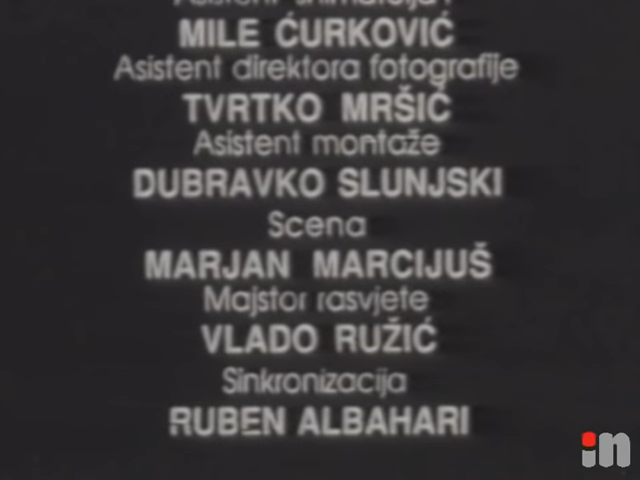 MILE ĆURKOVIĆ
Asistent direktora fotografije
TVRTKO MRŠIĆ
Asistent montaže
DUBRAVKO SLUNJSKI
Scena
MARJAN MARCIJUŠ
Majstor rasvjete
VLADO RUŽIĆ
Sinkronizacija
RUBEN ALBAHARI
in